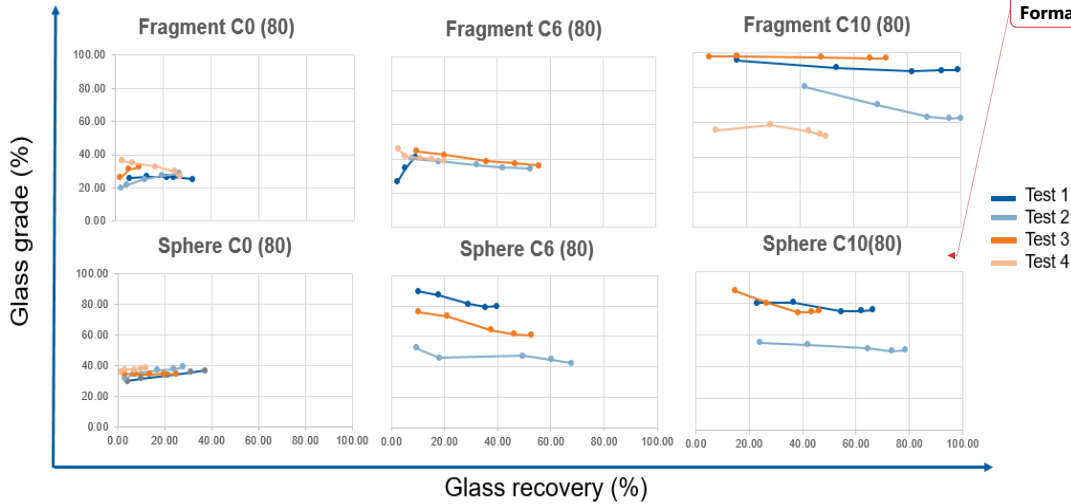 Forma
Fragment C0 (80)
Fragment C6 (80)
Fragment C10 (80)
100.00
80.00
60.00
40.00
20.00
0.00
Glass grade (%)
Test 1
Test 2
Test 3
Test 4
Sphere C0 (80)
Sphere C6 (80)
Sphere C10(80)
100.00
80.00
60.00
40.00
20.00
0.00
0.00 20.00 40.00 60.00 80.00 100.00
0.00 20.00 40.00 60.00 80.00 100.00
0.00 20.00 40.00 60.00 80.00 100.00
Glass recovery (%)